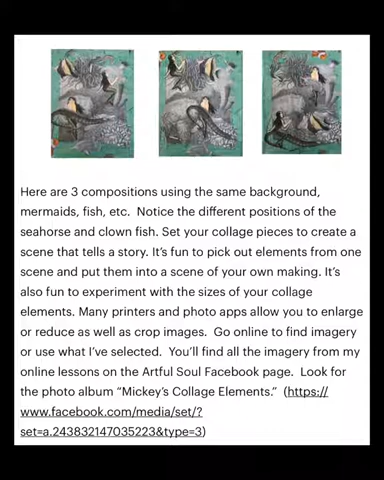 Here are 3 compositions using the same background,
mermaids, fish, etc.  Notice the different positions of the
seahorse and clown fish. Set your collage pieces to create a
scene that tells a story. It’s fun to pick out elements from one
scene and put them into a scene of your own making. It’s
also fun to experiment with the sizes of your collage
elements. Many printers and photo apps allow you to enlarge
or reduce as well as crop images.  Go online to find imagery
or use what I’ve selected.  You’ll find all the imagery from my
online lessons on the Artful Soul Facebook page.  Look for
the photo album “Mickey’s Collage Elements.”  (https://
www.facebook.com/media/set/?
set=a.243832147035223&type=3)